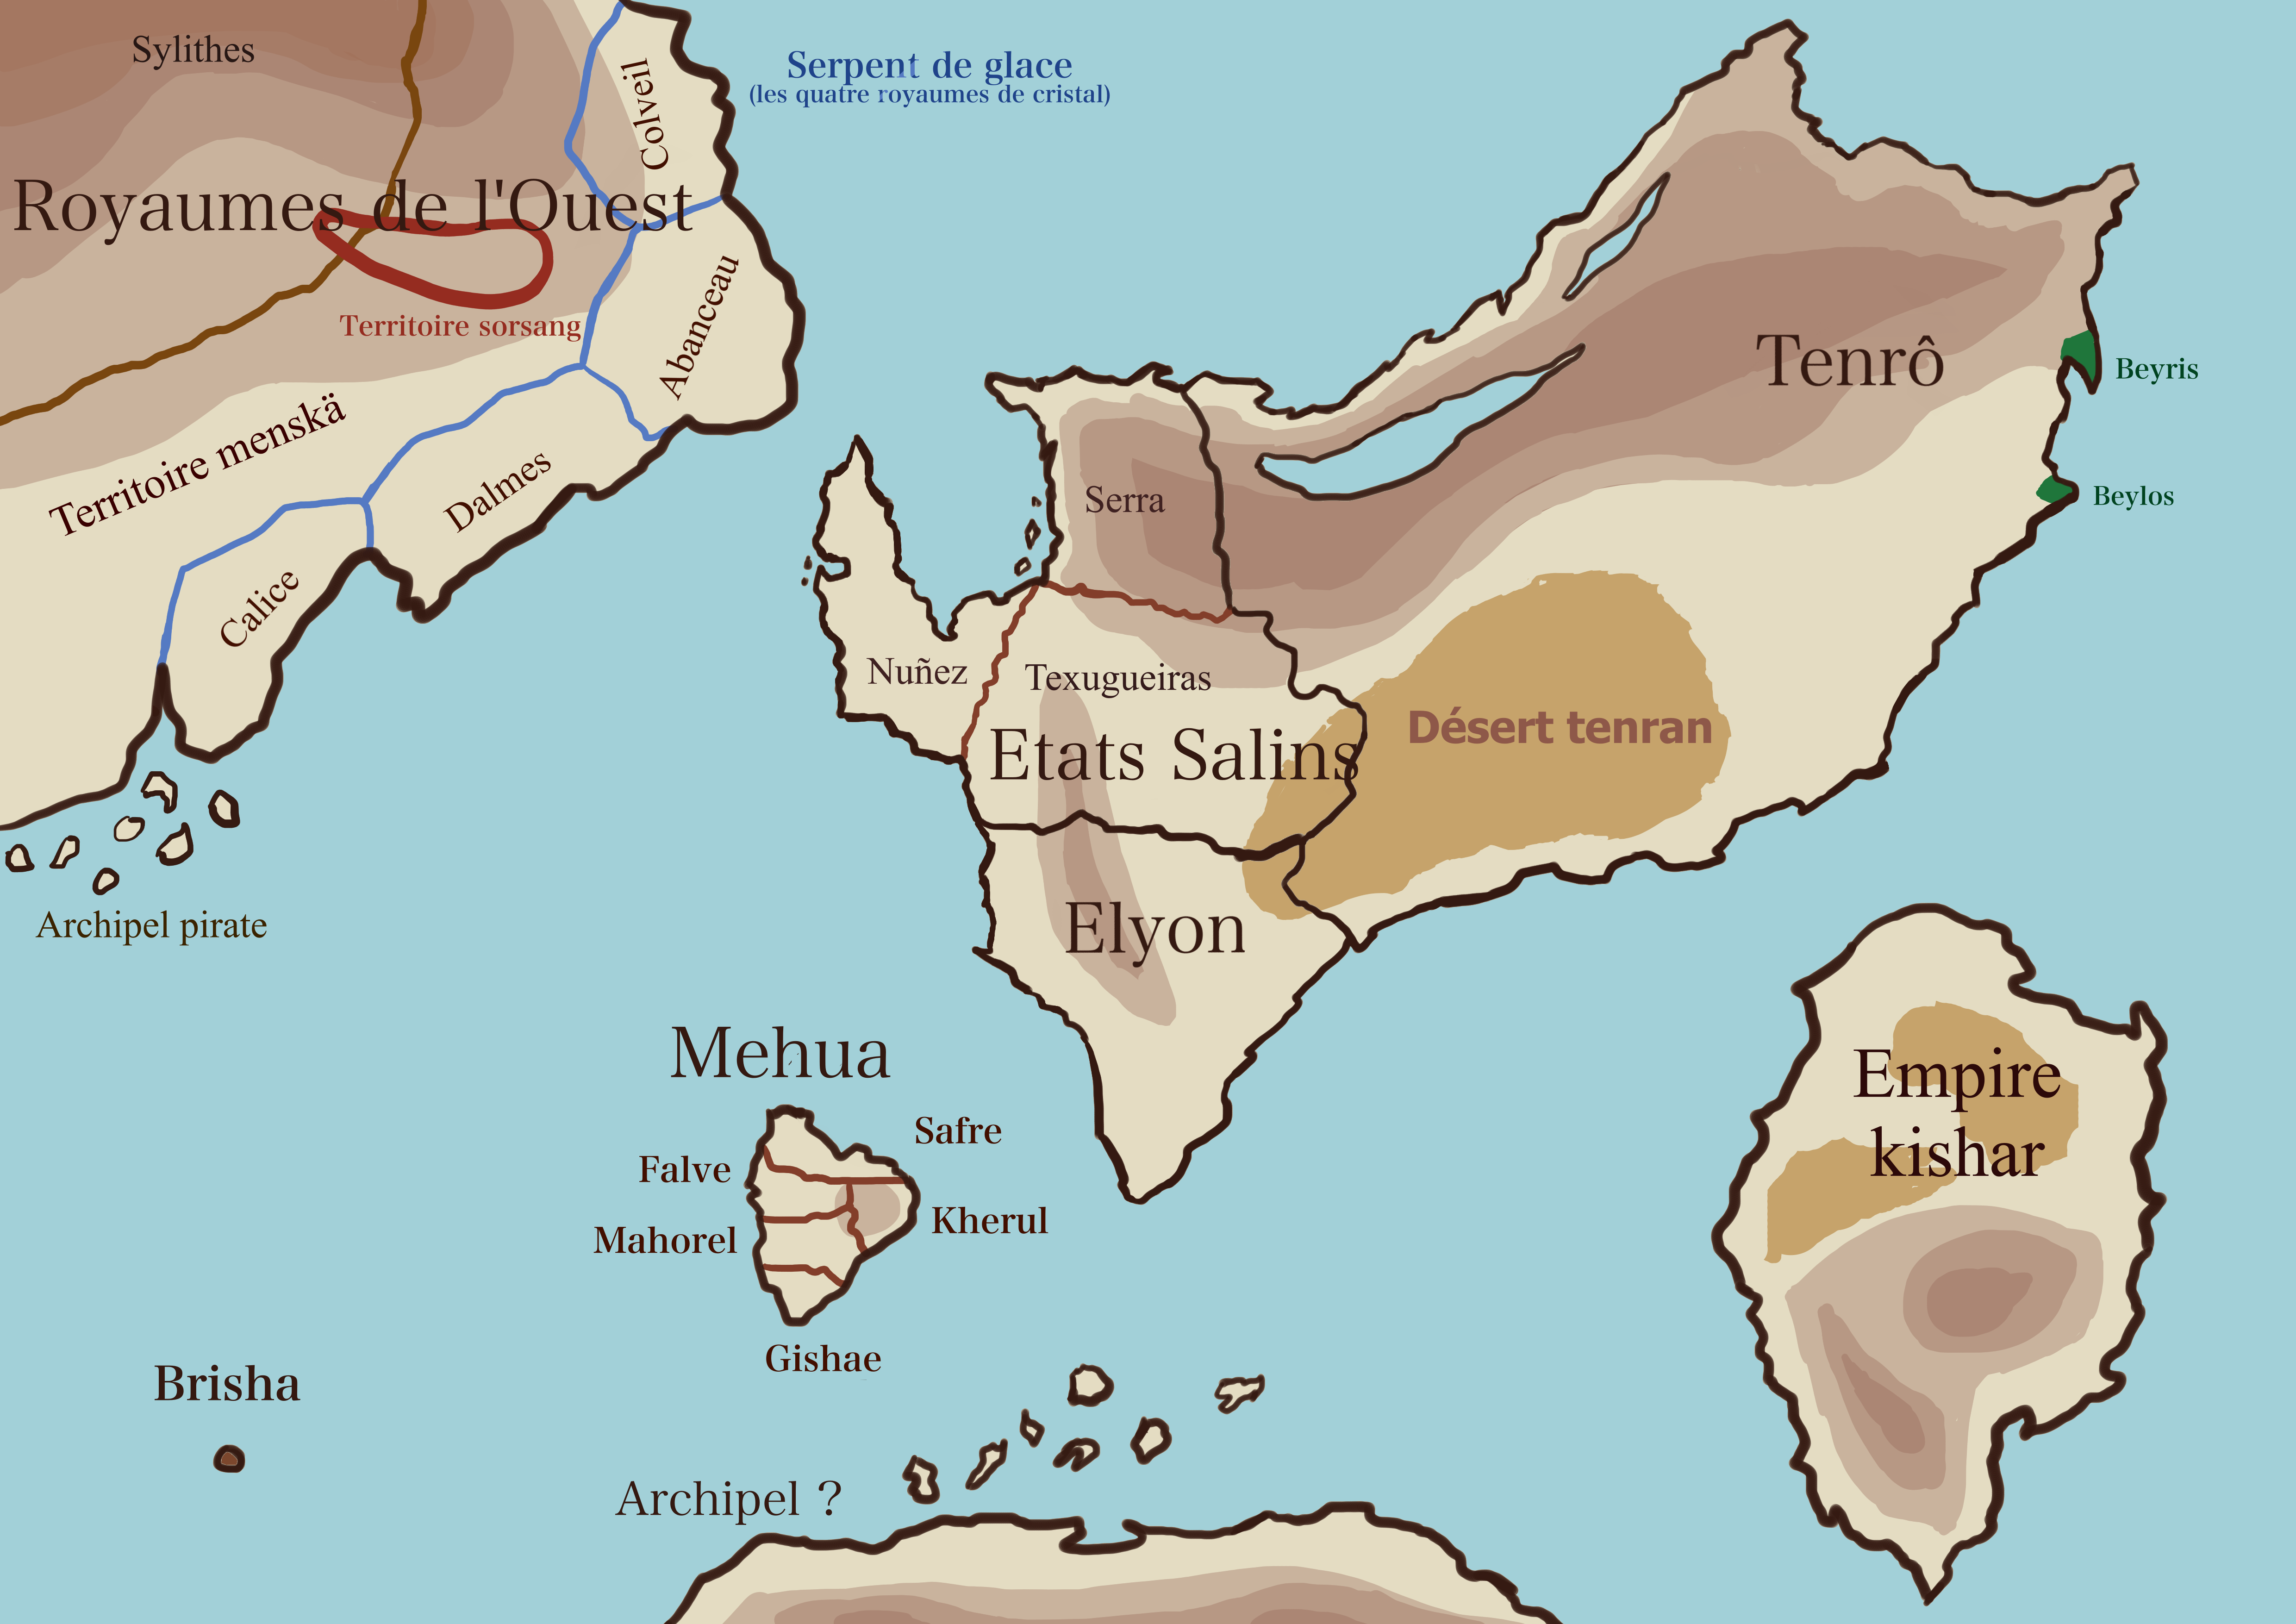 Sylithes
Colveil
Serpent de glace
(les quatre royaumes de cristal)
Royaumes de l'Ouest
Territoire sorsang
Abanceau
Territoire menskä
Dalmes
Calice
Archipel pirate
Tenrô
Beyris
Beylos
Serra
Nuñez
Texugueiras
Etats Salins
Désert tenran
Elyon
Mehua
Safre
Falve
Kherul
Mahorel
Gishae
Empire
kishar
Brisha
Archipel ?